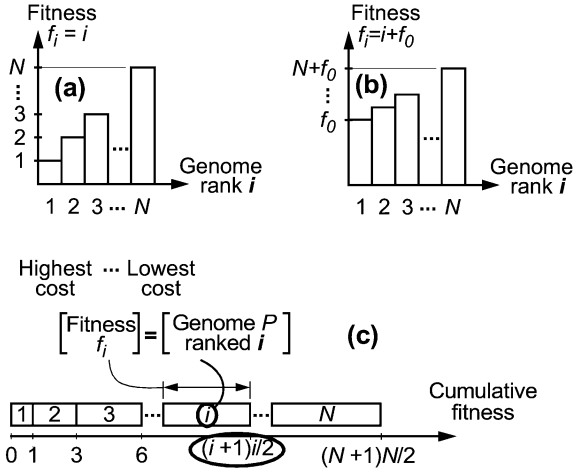 Fitness
f_i = i
N
(a)
⋮
3
2
1
...
Genome
rank i
1 2 3 ... N
Fitness
f_i=i+f_0
N+f_0
(b)
⋮
f_0
...
Genome
rank i
1 2 3 ... N
Highest ... Lowest
cost cost
[Fitness f_i] = [Genome P ranked i]
(c)
1 2 3 ... i ... N
Cumulative
fitness
0 1 3 6 (i +1)i/2 (N +1)N/2